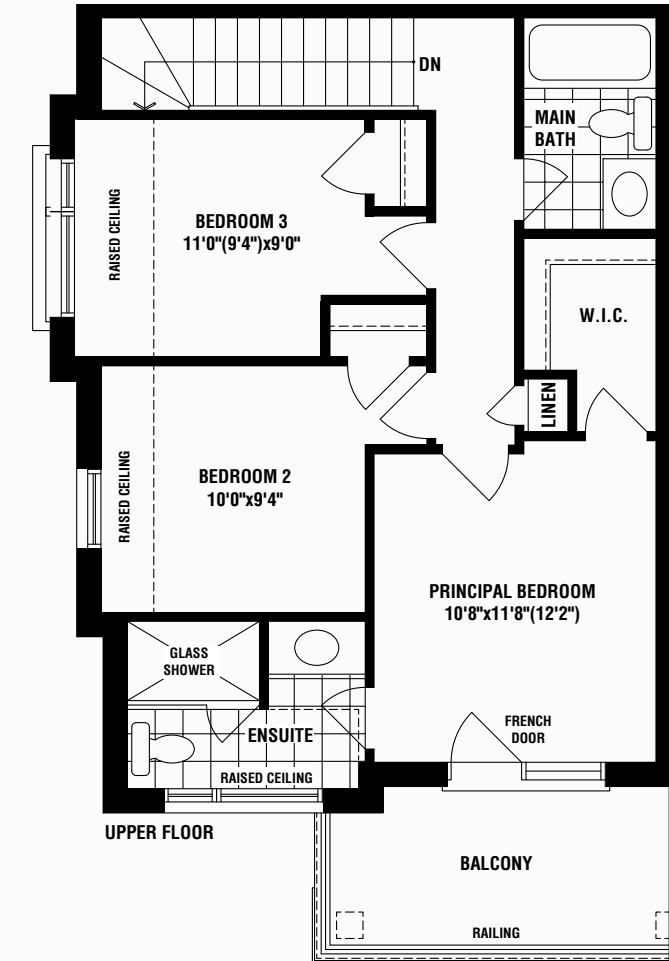 DN
MAIN
BATH
RAISED CEILING
BEDROOM 3
11'0"(9'4")x9'0"
W.I.C.
LINEN
RAISED CEILING
BEDROOM 2
10'0"x9'4"
PRINCIPAL BEDROOM
10'8"x11'8"(12'2")
GLASS
SHOWER
ENSUITE
RAISED CEILING
FRENCH
DOOR
UPPER FLOOR
BALCONY
RAILING